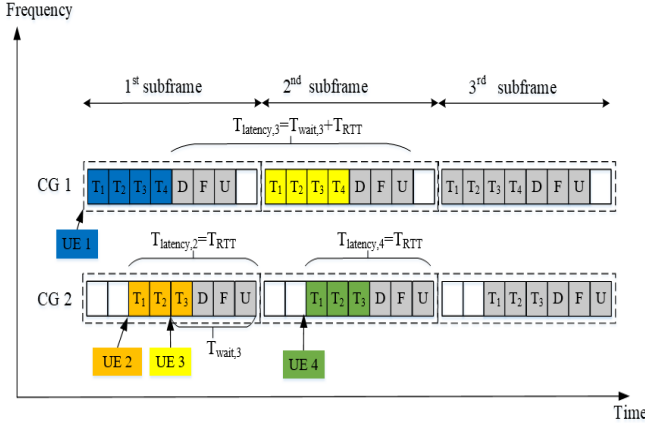 Frequency
1st subframe 2nd subframe 3rd subframe
Tlatency,3=Twait,3+TRTT
CG 1 T1 T2 T3 T4 D F U T1 T2 T3 T4 D F U T1 T2 T3 T4 D F U
UE 1 Tlatency,2=TRTT Tlatency,4=TRTT
CG 2 T1 T2 T3 D F U T1 T2 T3 D F U T1 T2 T3 D F U
Twait,3
UE 2 UE 3 UE 4
Time